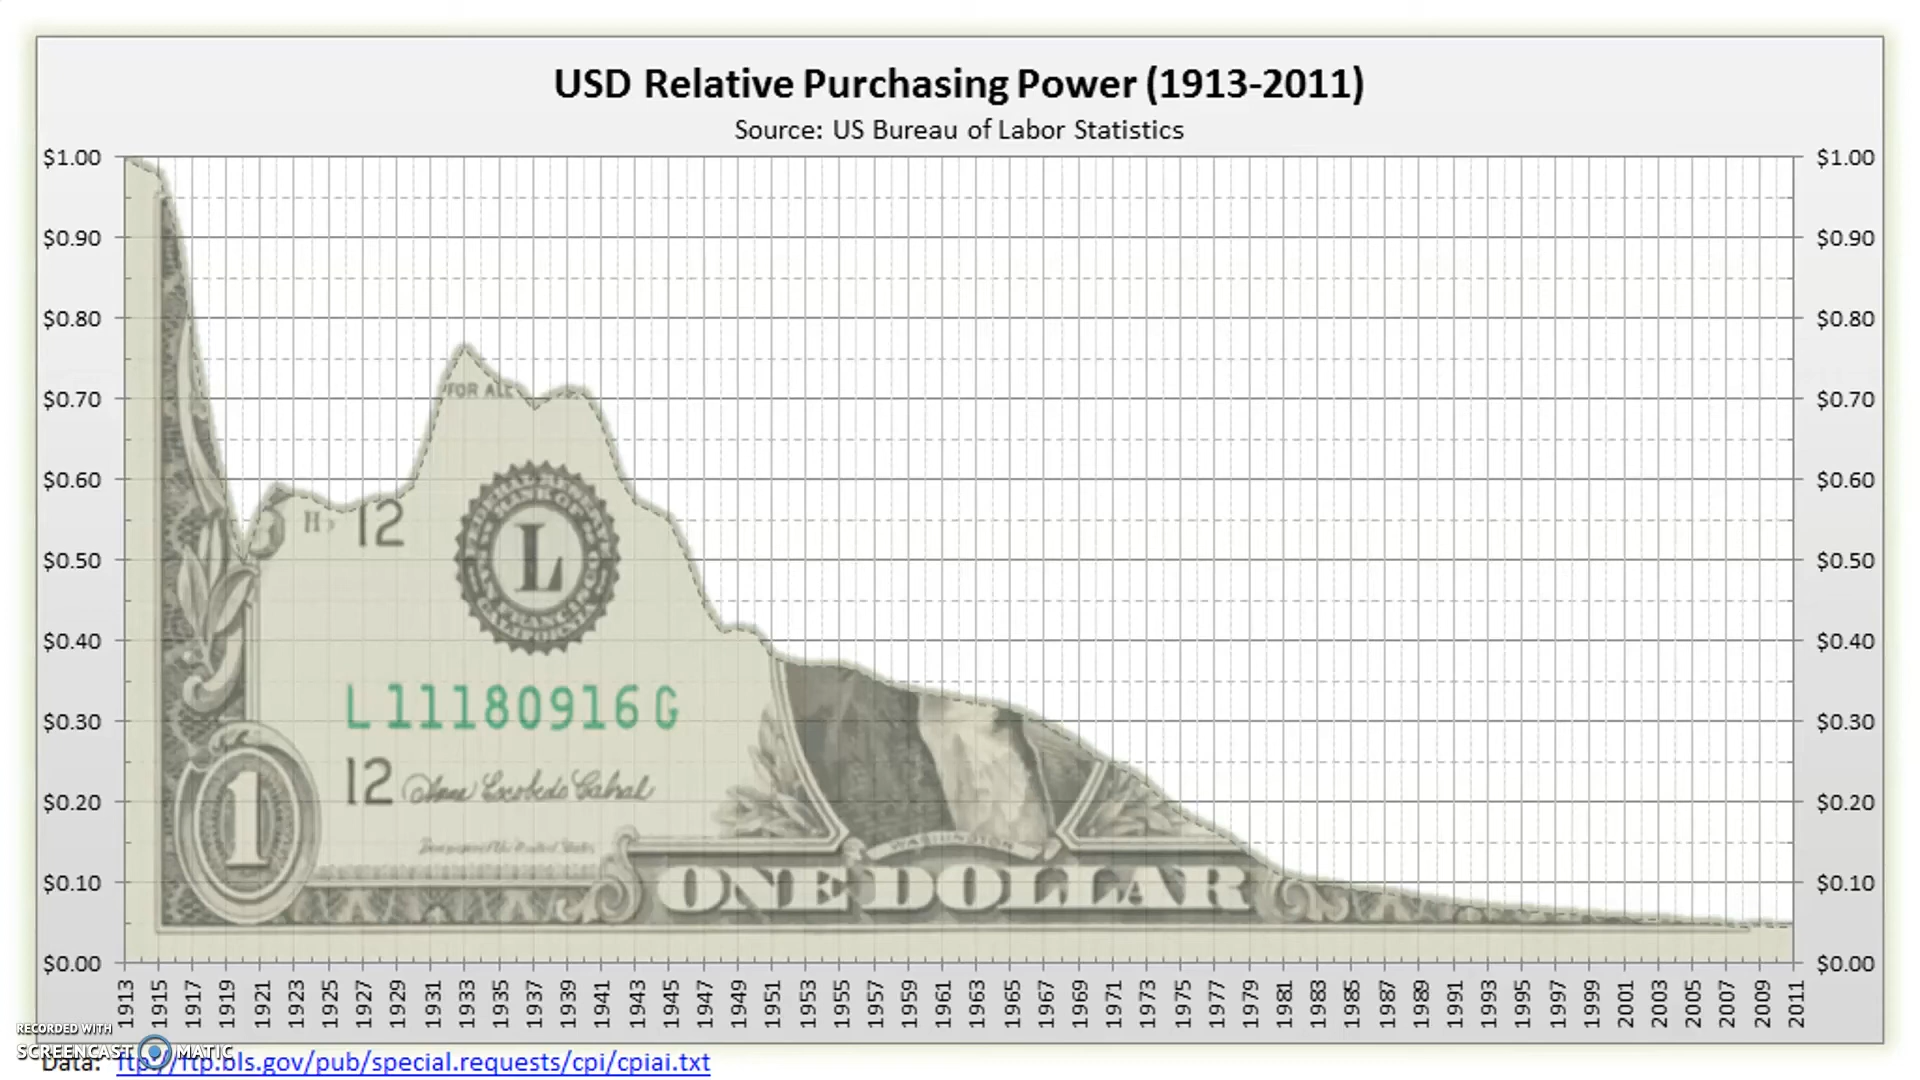 USD Relative Purchasing Power (1913-2011)
Source: US Bureau of Labor Statistics
$1.00 $1.00
$0.90 $0.90
$0.80 $0.80
$0.70 $0.70
$0.60 $0.60
$0.50 $0.50
$0.40 $0.40
$0.30 $0.30
$0.20 $0.20
$0.10 $0.10
$0.00 $0.00
FOR ALL
H
12
L
L11180916G
12
WASHINGTON
1
ONE DOLLAR
1913 1915 1917 1919 1921 1923 1925 1927 1929 1931 1933 1935 1937 1939 1941 1943 1945 1947 1949 1951 1953 1955 1957 1959 1961 1963 1965 1967 1969 1971 1973 1975 1977 1979 1981 1983 1985 1987 1989 1991 1993 1995 1997 1999 2001 2003 2005 2007 2009 2011
RECORDED WITH
SCREENCAST MATIC
Data: ftp://ftp.bls.gov/pub/special.requests/cpi/cpiai.txt